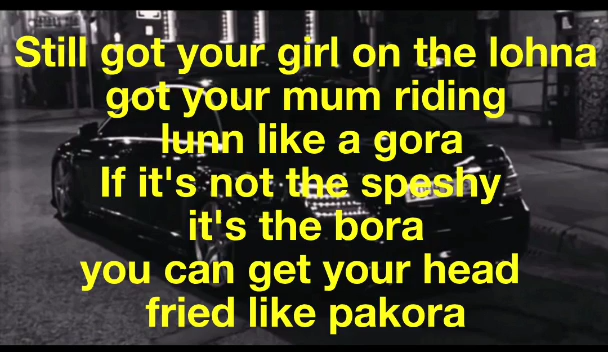 Still got your girl on the lohna
got your mum riding
lunn like a gora
If it's not the speshy
it's the bora
you can get your head
fried like pakora